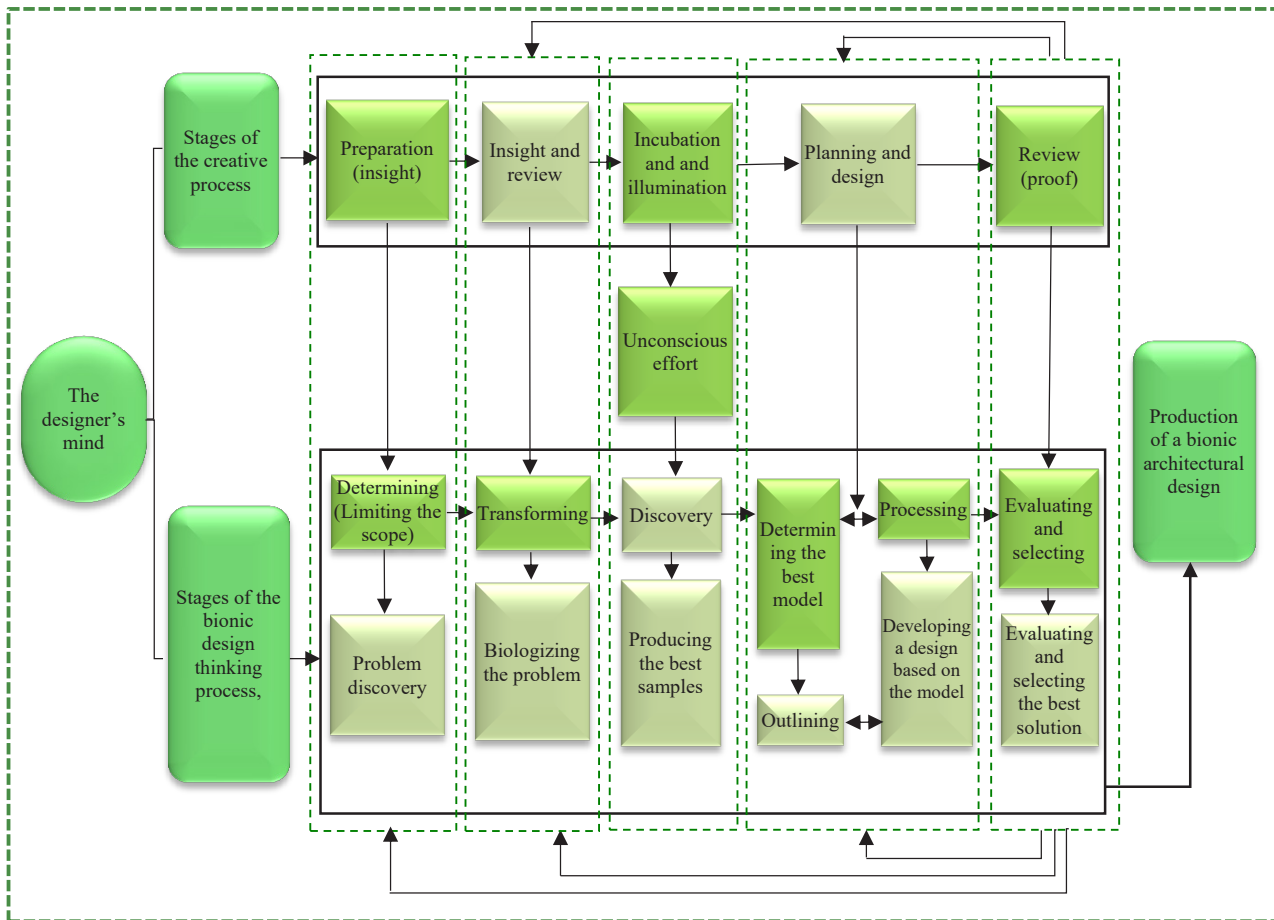 Stages of
the creative
process
Preparation
(insight)
Insight and
review
Incubation
and and
illumination
Planning and
design
Review
(proof)
Unconscious
effort
The
designer’s
mind
Production
of a bionic
architectural
design
Stages of the
bionic
design
thinking
process,
Determining
(Limiting the
scope)
Transforming
Discovery
Determin
ing the
best
model
Processing
Evaluating
and
selecting
Problem
discovery
Biologizing
the problem
Producing
the best
samples
Outlining
Developing
a design
based on
the model
Evaluating
and
selecting
the best
solution